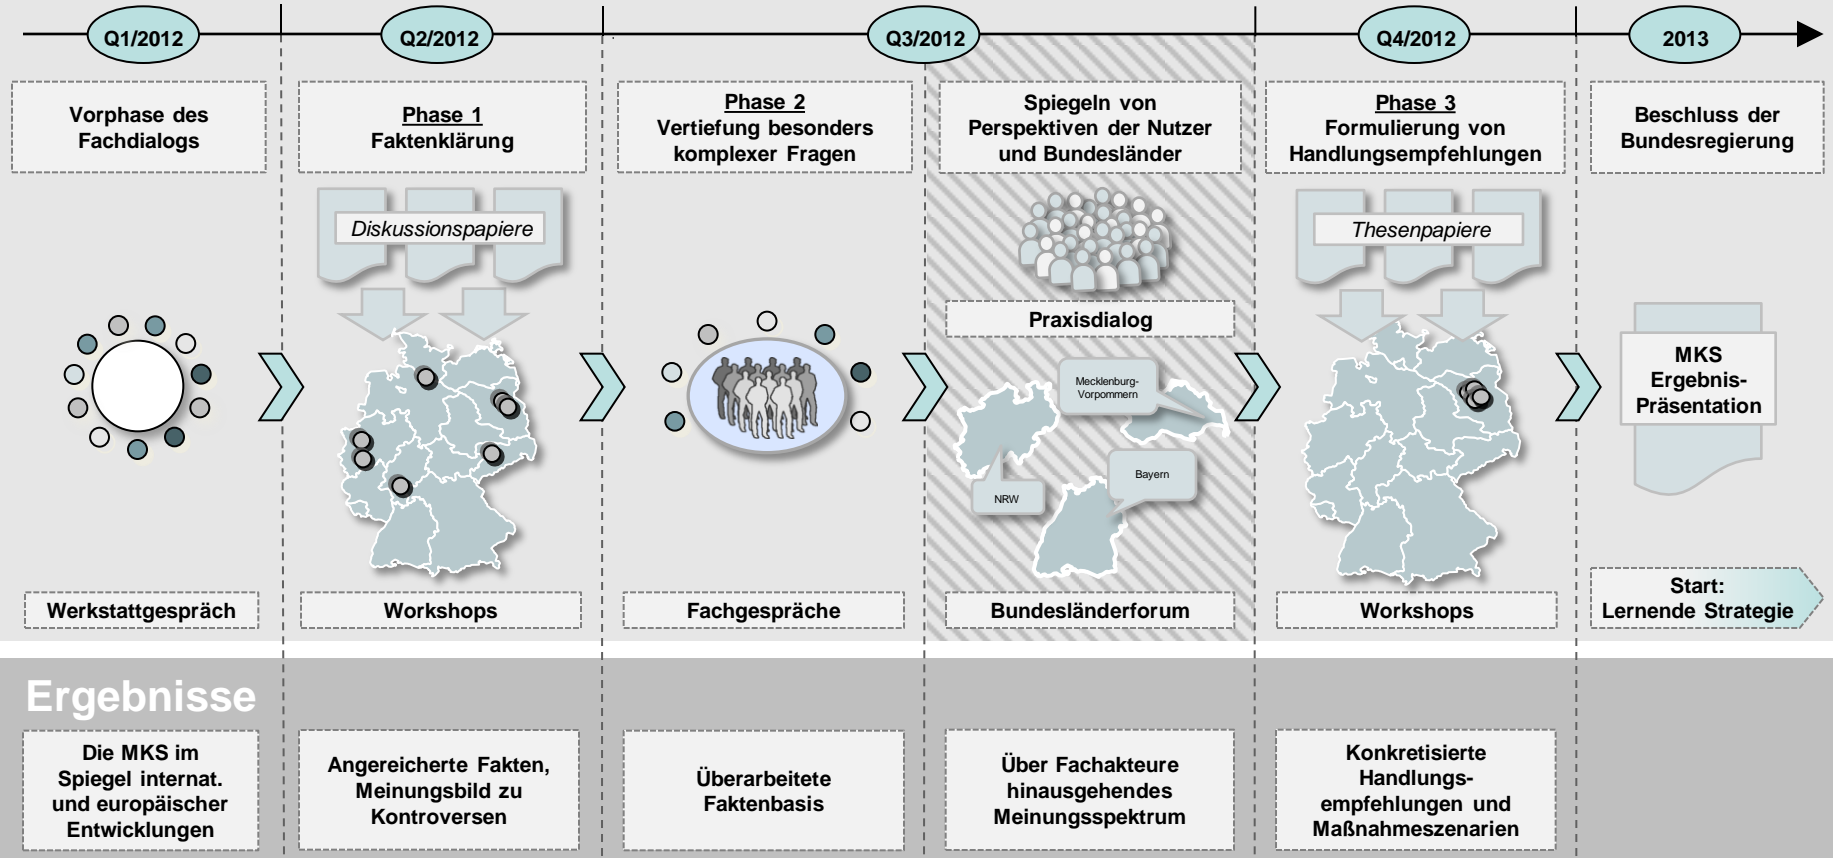 Q1/2012
Q2/2012
Q3/2012
Q4/2012
2013
Vorphase des
Fachdialogs
Phase 1
Faktenklärung
Phase 2
Vertiefung besonders
komplexer Fragen
Spiegeln von
Perspektiven der Nutzer
und Bundesländer
Phase 3
Formulierung von
Handlungsempfehlungen
Beschluss der
Bundesregierung
Diskussionspapiere
Thesenpapiere
Praxisdialog
Mecklenburg-
Vorpommern
NRW
Bayern
MKS
Ergebnis-
Präsentation
Werkstattgespräch
Workshops
Fachgespräche
Bundesländerforum
Workshops
Start:
Lernende Strategie
Ergebnisse
Die MKS im
Spiegel internat.
und europäischer
Entwicklungen
Angereicherte Fakten,
Meinungsbild zu
Kontroversen
Überarbeitete
Faktenbasis
Über Fachakteure
hinausgehendes
Meinungsspektrum
Konkretisierte
Handlungs-
empfehlungen und
Maßnahmeszenarien